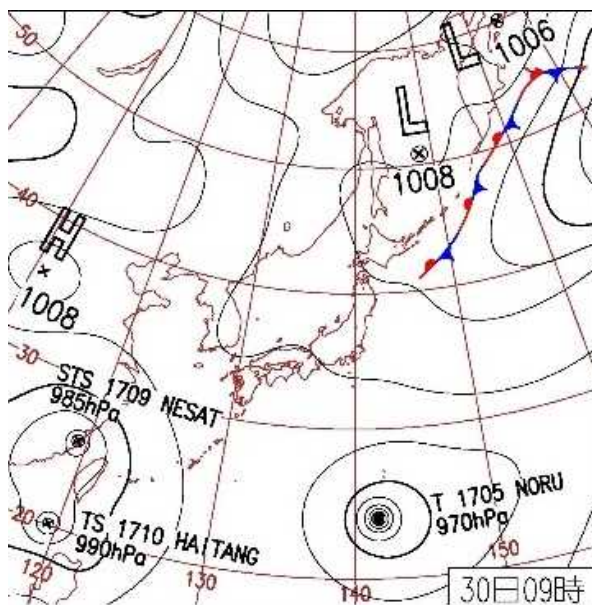 50
L
1006
L
1008
40
H
1008
30
STS 1709 NESAT
985hPa
T 1705 NORU
970hPa
20
TS 1710 HAITANG
990hPa
120
130
140
150
30日09時